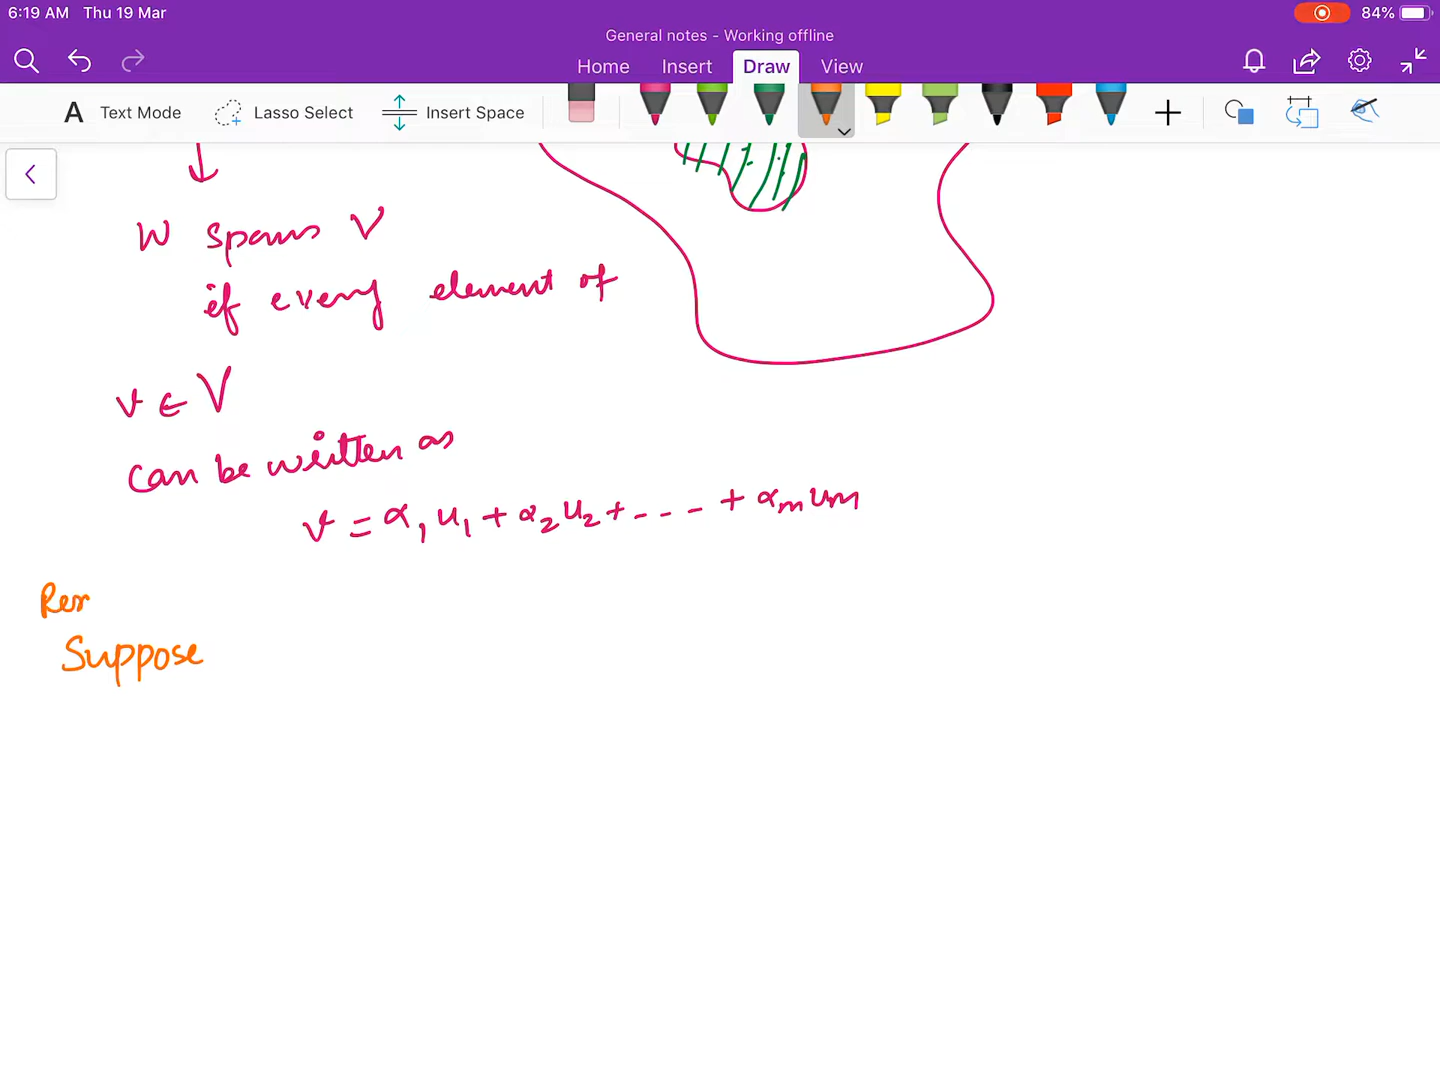 6:19 AM Thu 19 Mar
84%
General notes - Working offline
Home Insert Draw View
A Text Mode Lasso Select Insert Space
W spans V
if every element of
v ∈ V
can be written as
v = α₁u₁ + α₂u₂ + - - - + αₘuₘ
Rem
Suppose